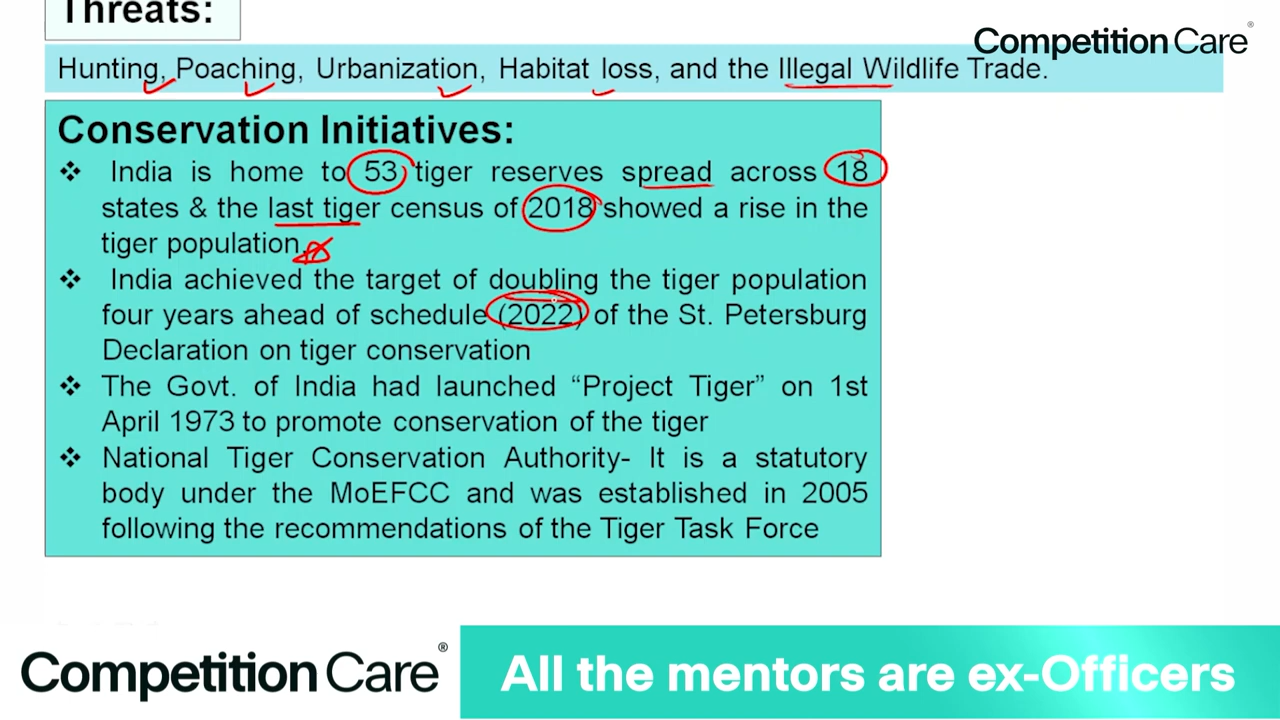 Threats:
Competition Care®
Hunting, Poaching, Urbanization, Habitat loss, and the Illegal Wildlife Trade.
Conservation Initiatives:
❖ India is home to 53 tiger reserves spread across 18
states & the last tiger census of 2018 showed a rise in the
tiger population.
❖ India achieved the target of doubling the tiger population
four years ahead of schedule (2022) of the St. Petersburg
Declaration on tiger conservation
❖ The Govt. of India had launched “Project Tiger” on 1st
April 1973 to promote conservation of the tiger
❖ National Tiger Conservation Authority- It is a statutory
body under the MoEFCC and was established in 2005
following the recommendations of the Tiger Task Force
Competition Care®
All the mentors are ex-Officers